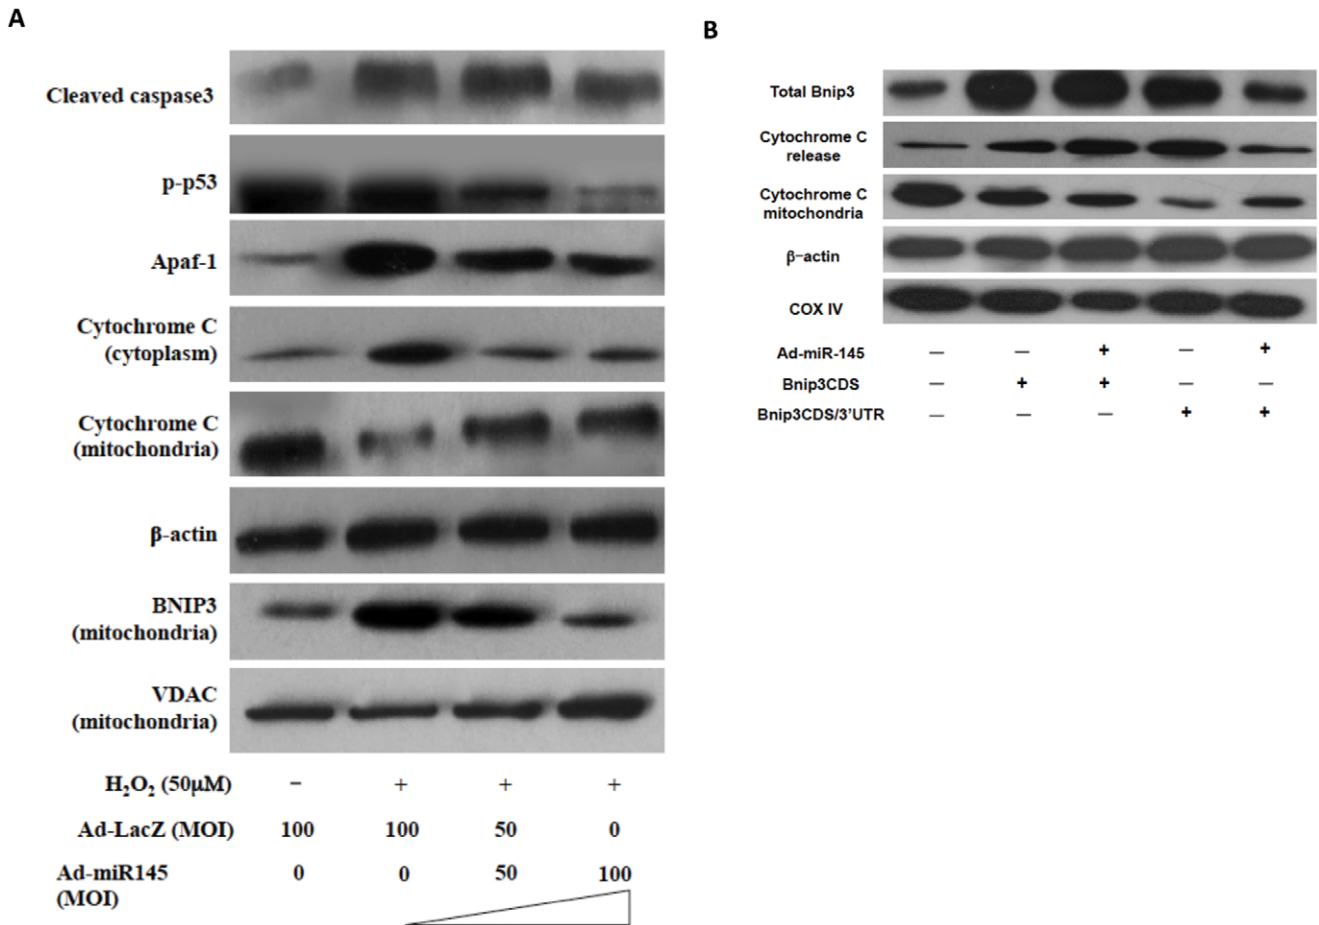 A
Cleaved caspase3
p-p53
Apaf-1
Cytochrome C
(cytoplasm)
Cytochrome C
(mitochondria)
β-actin
BNIP3
(mitochondria)
VDAC
(mitochondria)
H₂O₂ (50μM) − + + +
Ad-LacZ (MOI) 100 100 50 0
Ad-miR145 0 0 50 100
(MOI)
B
Total Bnip3
Cytochrome C
release
Cytochrome C
mitochondria
β−actin
COX IV
Ad-miR-145 — — + — +
Bnip3CDS — + + — —
Bnip3CDS/3'UTR — — — + +